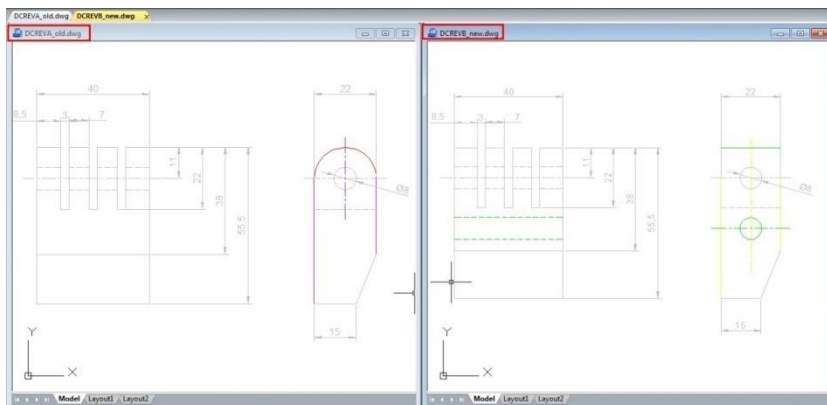 DCREVA_old.dwg DCREVB_new.dwg ×
DCREVA_old.dwg
40
22
8,5 3 7
11
22
38
55,5
Ø8
15
Y
X
Model Layout1 Layout2
DCREVB_new.dwg
40
22
8,5 3 7
11
22
38
55,5
Ø8
15
Y
X
Model Layout1 Layout2